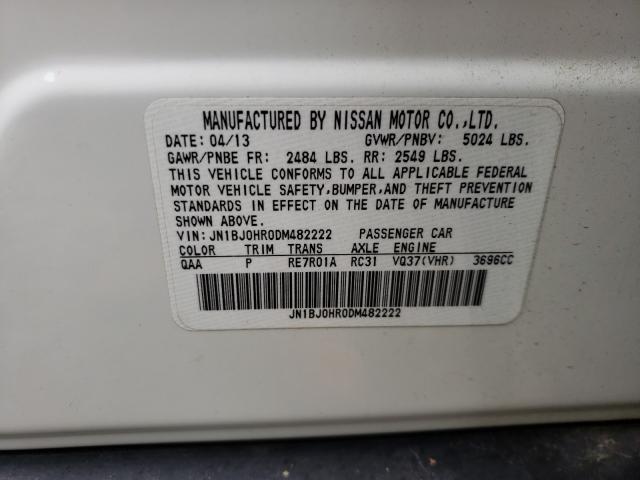 MANUFACTURED BY NISSAN MOTOR CO.,LTD.
DATE: 04/13 GVWR/PNBV: 5024 LBS.
GAWR/PNBE FR: 2484 LBS. RR: 2549 LBS.
THIS VEHICLE CONFORMS TO ALL APPLICABLE FEDERAL
MOTOR VEHICLE SAFETY,BUMPER,AND THEFT PREVENTION
STANDARDS IN EFFECT ON THE DATE OF MANUFACTURE
SHOWN ABOVE.
VIN:JN1BJ0HR0DM482222 PASSENGER CAR
COLOR TRIM TRANS AXLE ENGINE
QAA P RE7R01A RC31 VQ37(VHR) 3696CC
JN1BJ0HR0DM482222